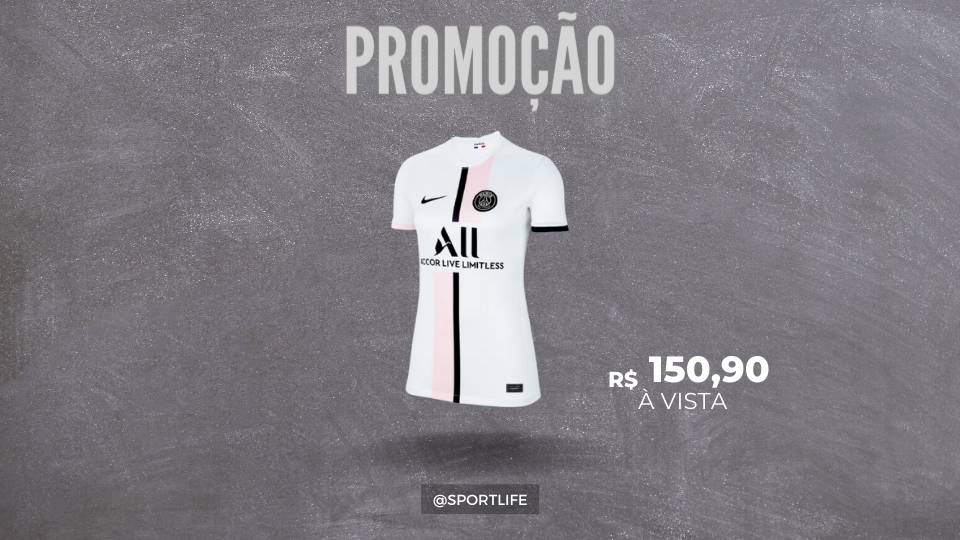 PROMOÇÃO
All
ACCOR LIVE LIMITLESS
R$ 150,90
À VISTA
@SPORTLIFE